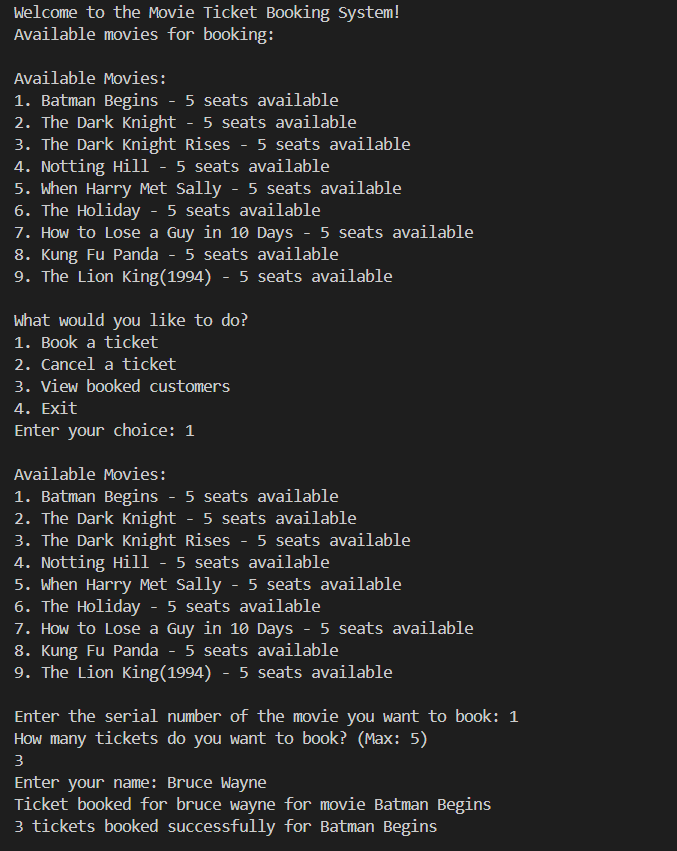 Welcome to the Movie Ticket Booking System!
Available movies for booking:
Available Movies:
1. Batman Begins - 5 seats available
2. The Dark Knight - 5 seats available
3. The Dark Knight Rises - 5 seats available
4. Notting Hill - 5 seats available
5. When Harry Met Sally - 5 seats available
6. The Holiday - 5 seats available
7. How to Lose a Guy in 10 Days - 5 seats available
8. Kung Fu Panda - 5 seats available
9. The Lion King(1994) - 5 seats available
What would you like to do?
1. Book a ticket
2. Cancel a ticket
3. View booked customers
4. Exit
Enter your choice: 1
Available Movies:
1. Batman Begins - 5 seats available
2. The Dark Knight - 5 seats available
3. The Dark Knight Rises - 5 seats available
4. Notting Hill - 5 seats available
5. When Harry Met Sally - 5 seats available
6. The Holiday - 5 seats available
7. How to Lose a Guy in 10 Days - 5 seats available
8. Kung Fu Panda - 5 seats available
9. The Lion King(1994) - 5 seats available
Enter the serial number of the movie you want to book: 1
How many tickets do you want to book? (Max: 5)
3
Enter your name: Bruce Wayne
Ticket booked for bruce wayne for movie Batman Begins
3 tickets booked successfully for Batman Begins